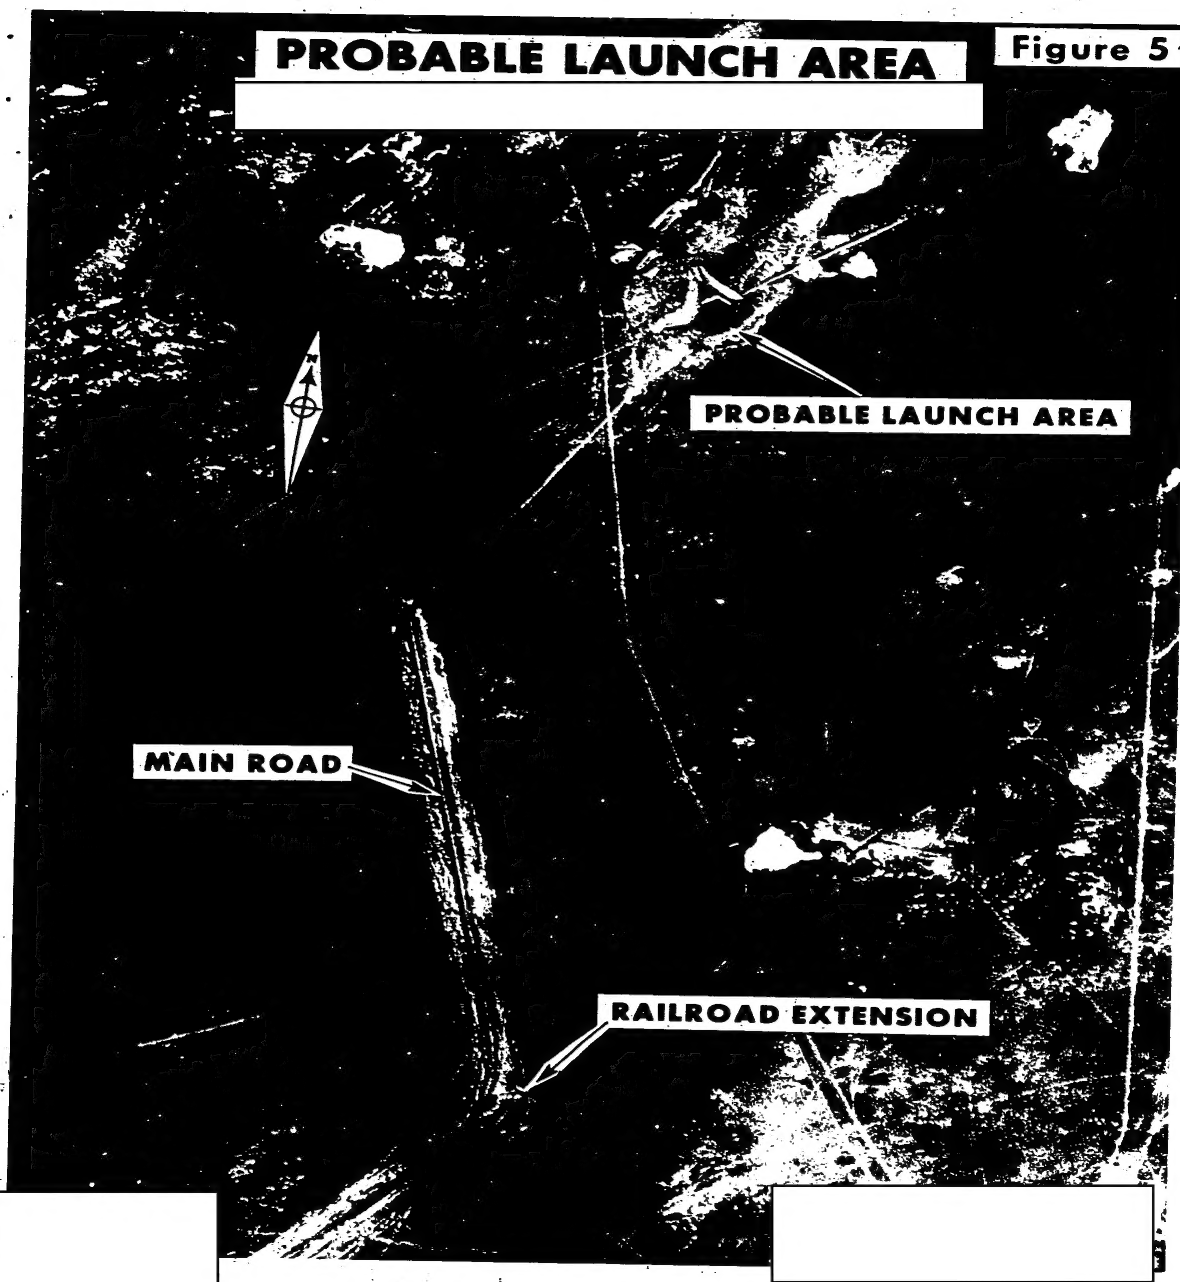 PROBABLE LAUNCH AREA
Figure 5
N
PROBABLE LAUNCH AREA
MAIN ROAD
RAILROAD EXTENSION